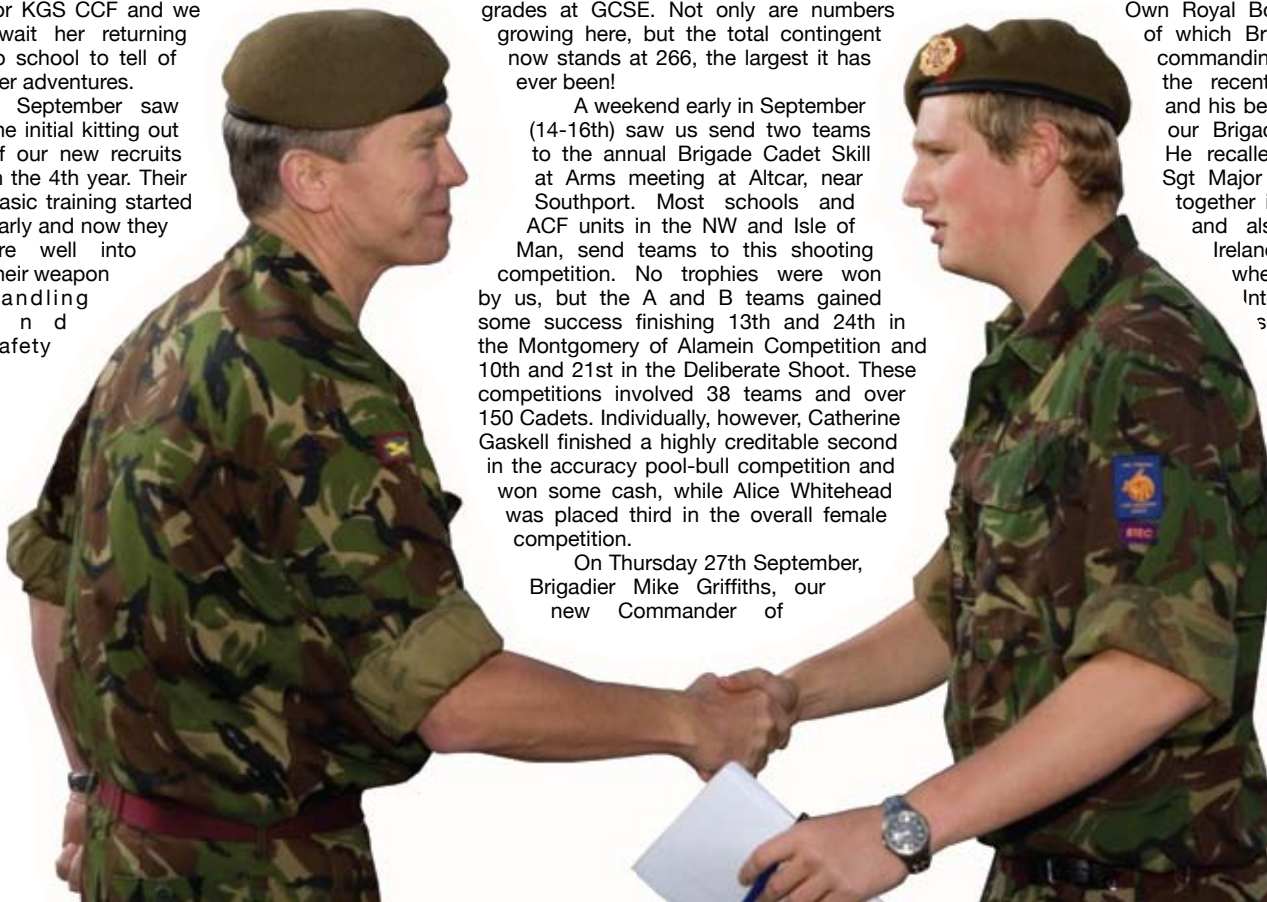 or KGS CCF and we
wait her returning
o school to tell of
er adventures.
September saw
he initial kitting out
f our new recruits
n the 4th year. Their
asic training started
arly and now they
re well into
heir weapon
andling
n d
afety
grades at GCSE. Not only are numbers
growing here, but the total contingent
now stands at 266, the largest it has
ever been!
A weekend early in September
(14-16th) saw us send two teams
to the annual Brigade Cadet Skill
at Arms meeting at Altcar, near
Southport. Most schools and
ACF units in the NW and Isle of
Man, send teams to this shooting
competition. No trophies were won
by us, but the A and B teams gained
some success finishing 13th and 24th in
the Montgomery of Alamein Competition and
10th and 21st in the Deliberate Shoot. These
competitions involved 38 teams and over
150 Cadets. Individually, however, Catherine
Gaskell finished a highly creditable second
in the accuracy pool-bull competition and
won some cash, while Alice Whitehead
was placed third in the overall female
competition.
On Thursday 27th September,
Brigadier Mike Griffiths, our
new Commander of
Own Royal Bo
of which Br
commandin
the recent
and his be
our Brigad
He recalle
Sgt Major
together i
and als
Irelan
whe
Int
s
BTEC